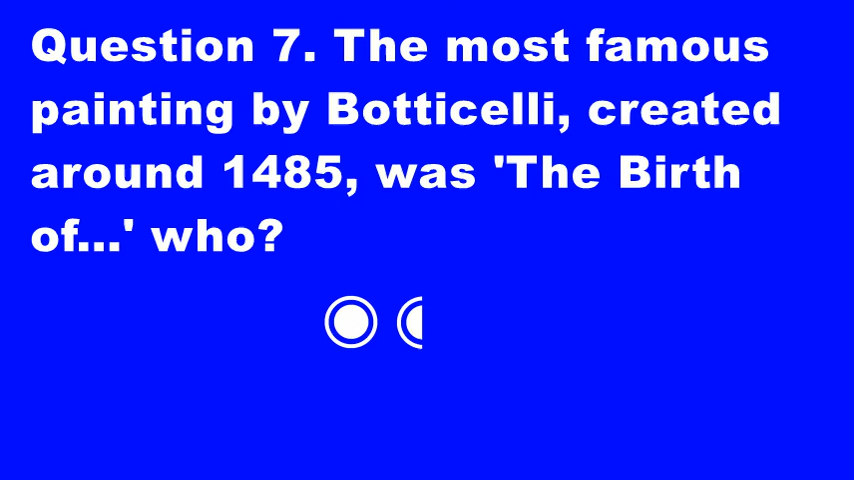 Question 7. The most famous
painting by Botticelli, created
around 1485, was 'The Birth
of...' who?